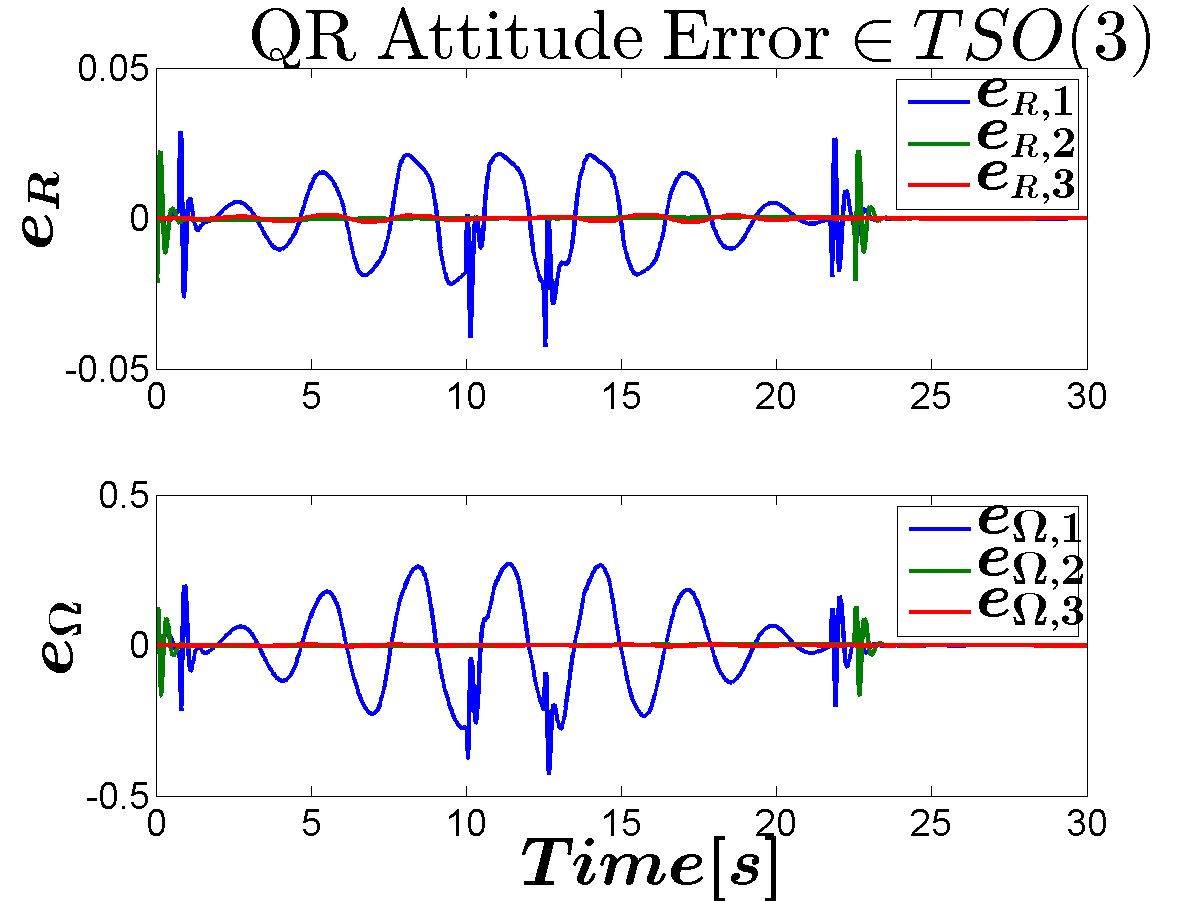 QR Attitude Error ∈ TSO(3)
0.05
0
-0.05
e_R
e_{R,1}
e_{R,2}
e_{R,3}
0 5 10 15 20 25 30
0.5
0
-0.5
e_Ω
e_{Ω,1}
e_{Ω,2}
e_{Ω,3}
0 5 10 15 20 25 30
Time[s]